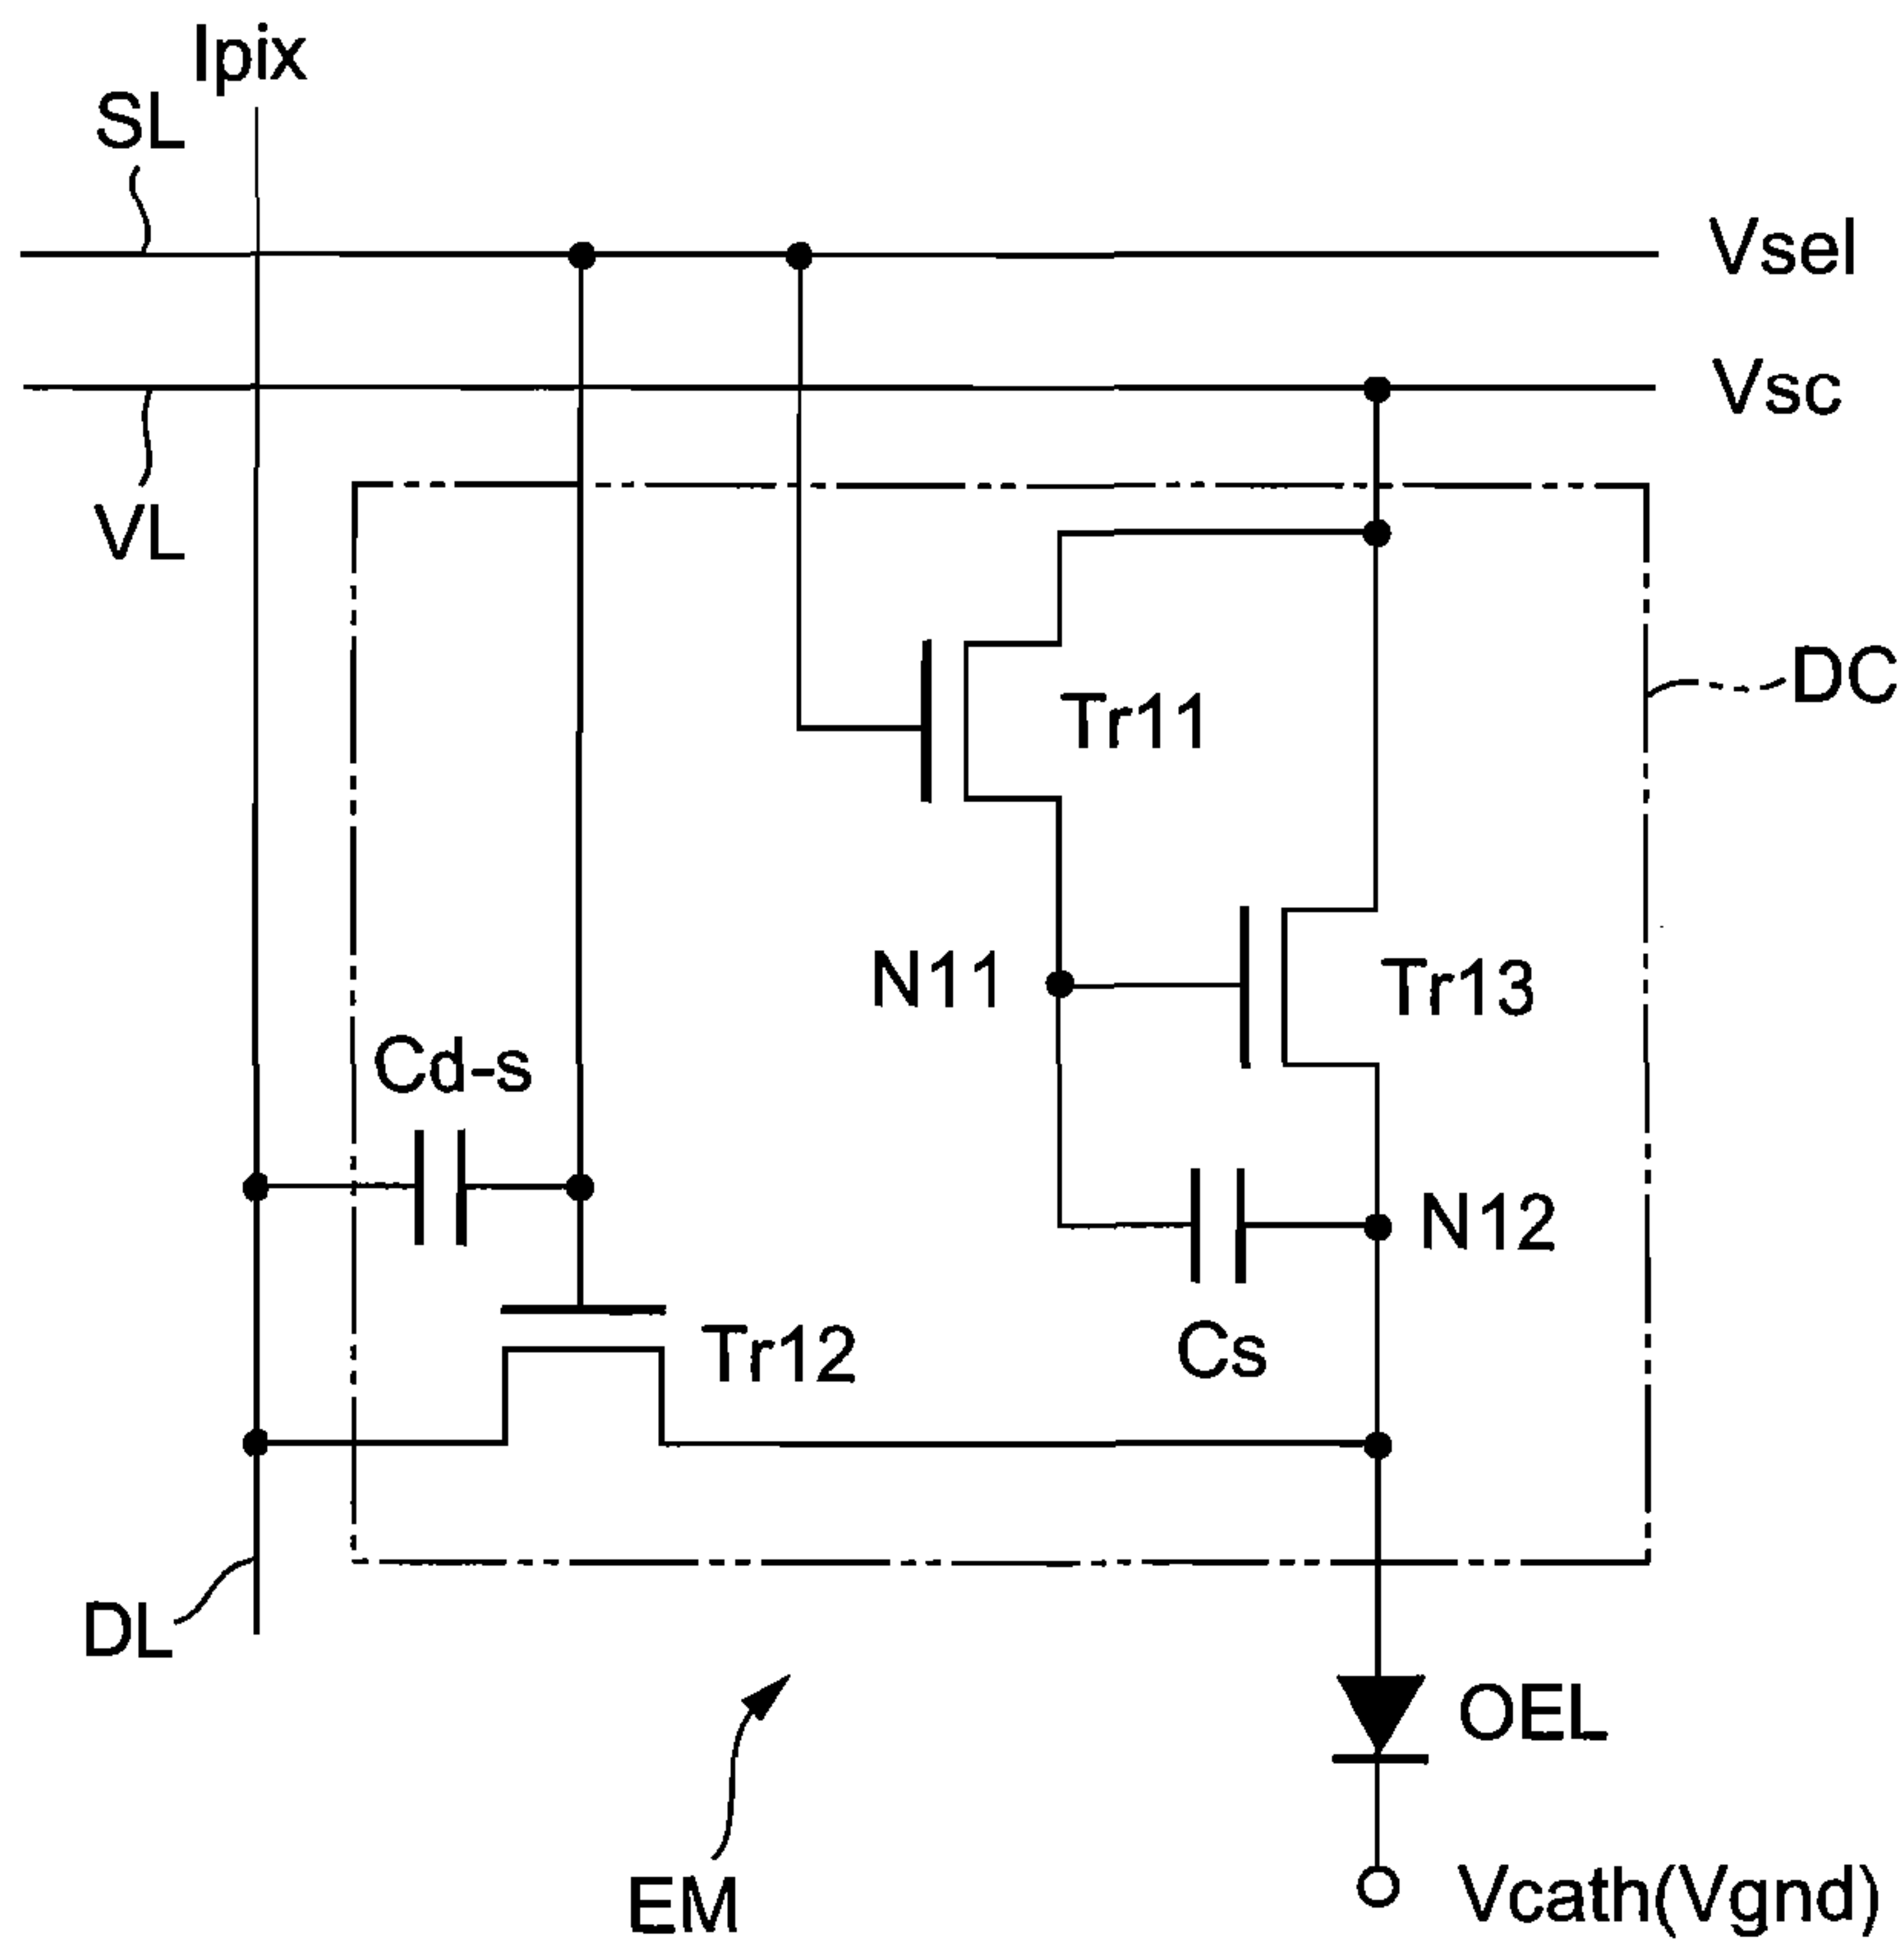 Ipix
SL
Vsel
Vsc
VL
DC
Tr11
N11
Tr13
Cd-s
N12
Tr12
Cs
DL
OEL
EM
Vcath(Vgnd)